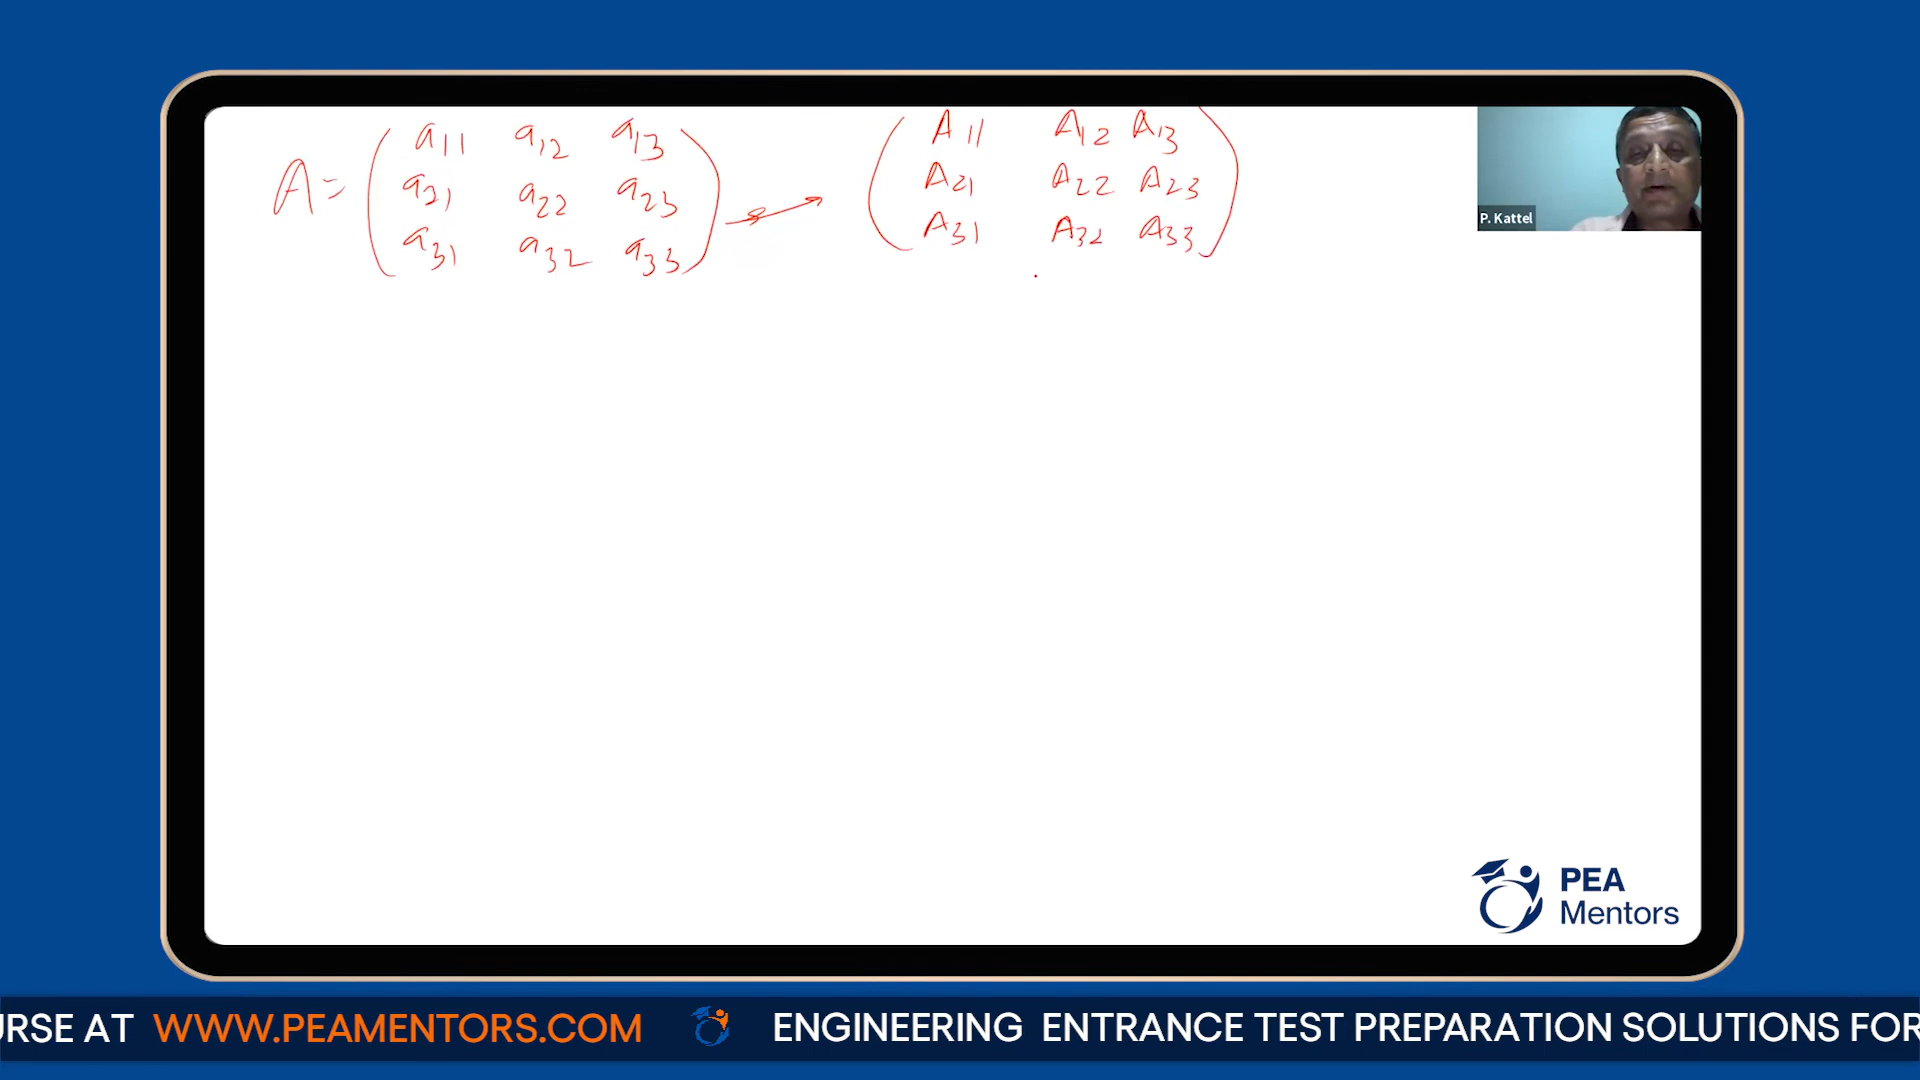 a11 a12 a13 A11 A12 A13
A= a21 a22 a23 → A21 A22 A23
a31 a32 a33 A31 A32 A33
P. Kattel
PEA
Mentors
URSE AT WWW.PEAMENTORS.COM ENGINEERING ENTRANCE TEST PREPARATION SOLUTIONS FOR